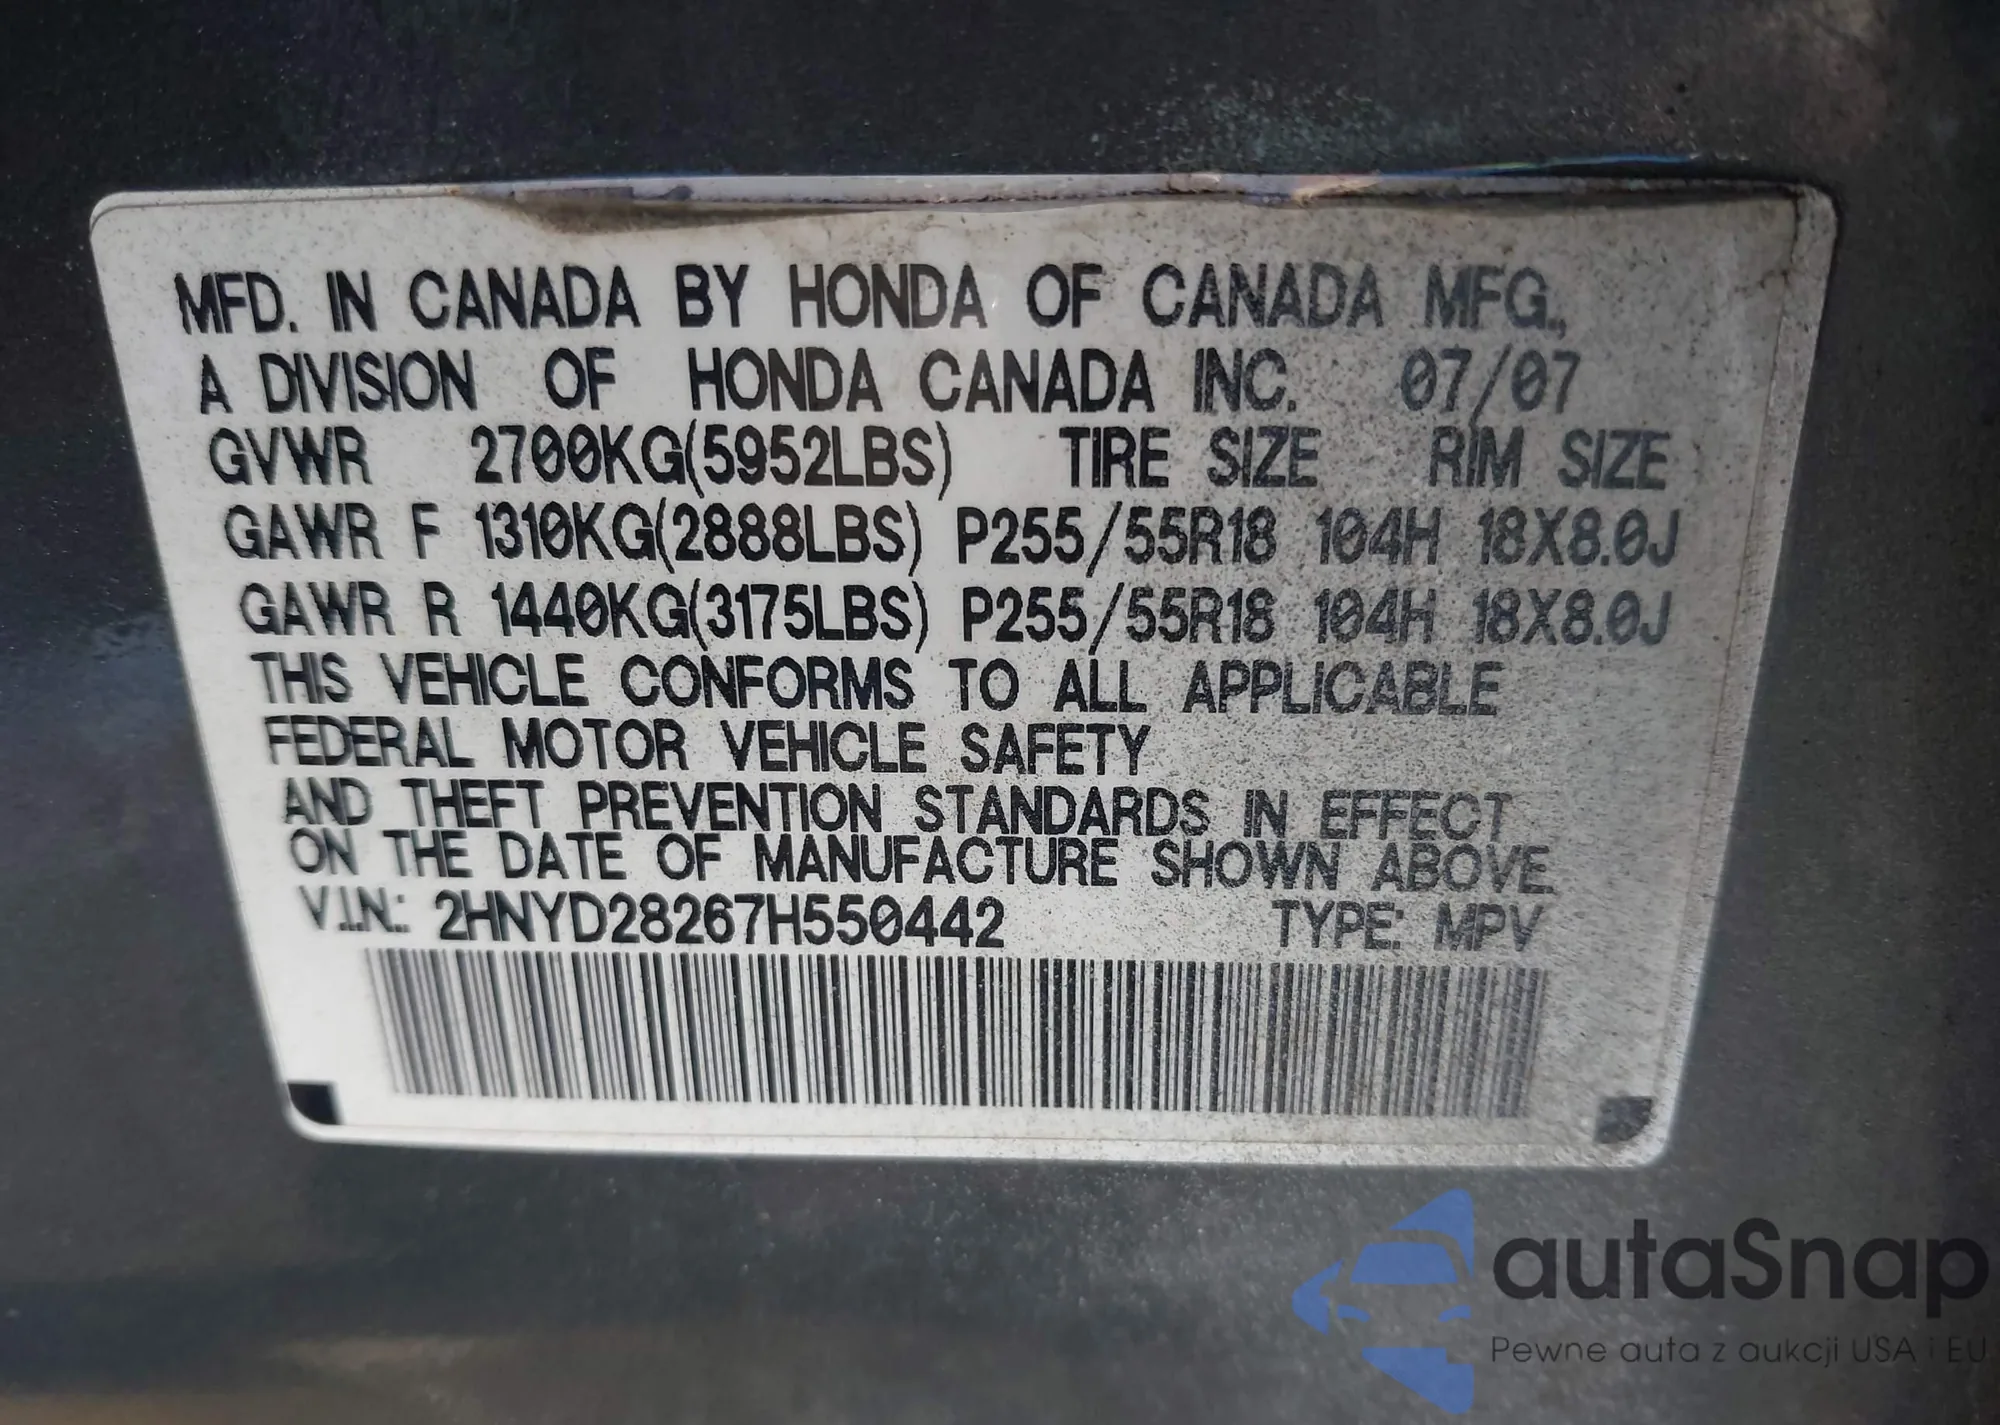 MFD. IN CANADA BY HONDA OF CANADA MFG.,
A DIVISION OF HONDA CANADA INC. 07/07
GVWR 2700KG(5952LBS) TIRE SIZE RIM SIZE
GAWR F 1310KG(2888LBS) P255/55R18 104H 18X8.0J
GAWR R 1440KG(3175LBS) P255/55R18 104H 18X8.0J
THIS VEHICLE CONFORMS TO ALL APPLICABLE
FEDERAL MOTOR VEHICLE SAFETY
AND THEFT PREVENTION STANDARDS IN EFFECT
ON THE DATE OF MANUFACTURE SHOWN ABOVE
V.I.N.: 2HNYD28267H550442 TYPE: MPV
autaSnap
Pewne auta z aukcji USA i EU